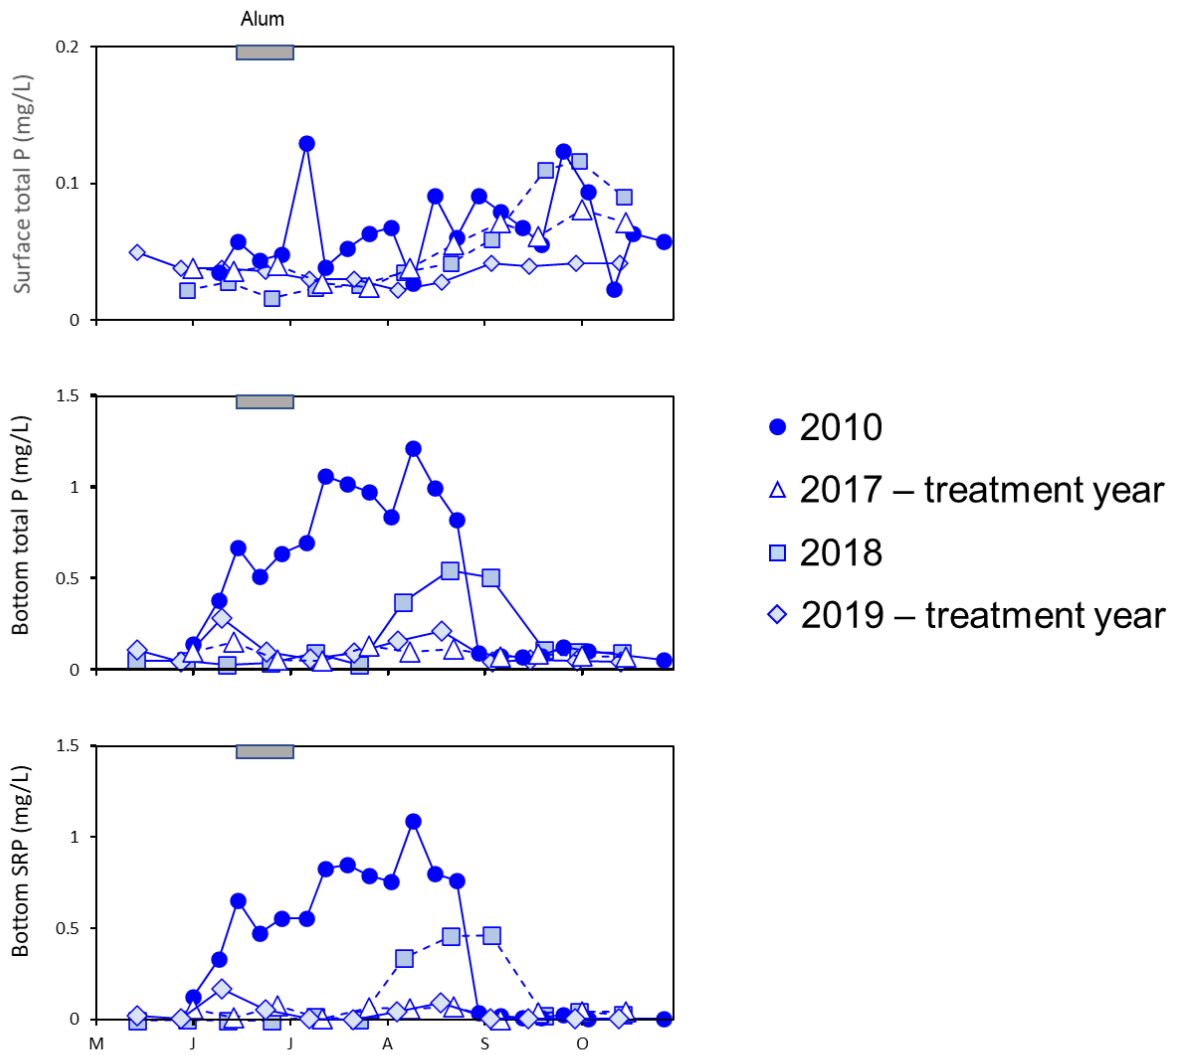 Alum
Surface total P (mg/L)
0.2
0.1
0
Bottom total P (mg/L)
1.5
1
0.5
0
2010
2017 – treatment year
2018
2019 – treatment year
Bottom SRP (mg/L)
1.5
1
0.5
0
M J J A S O